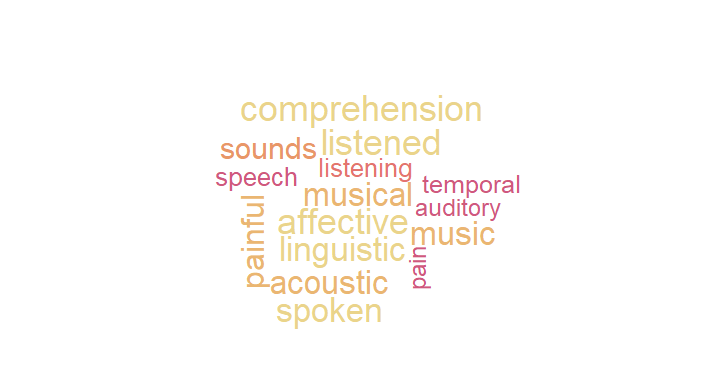 comprehension
listened
sounds
listening
speech
temporal
musical
auditory
painful
affective
music
linguistic
pain
acoustic
spoken